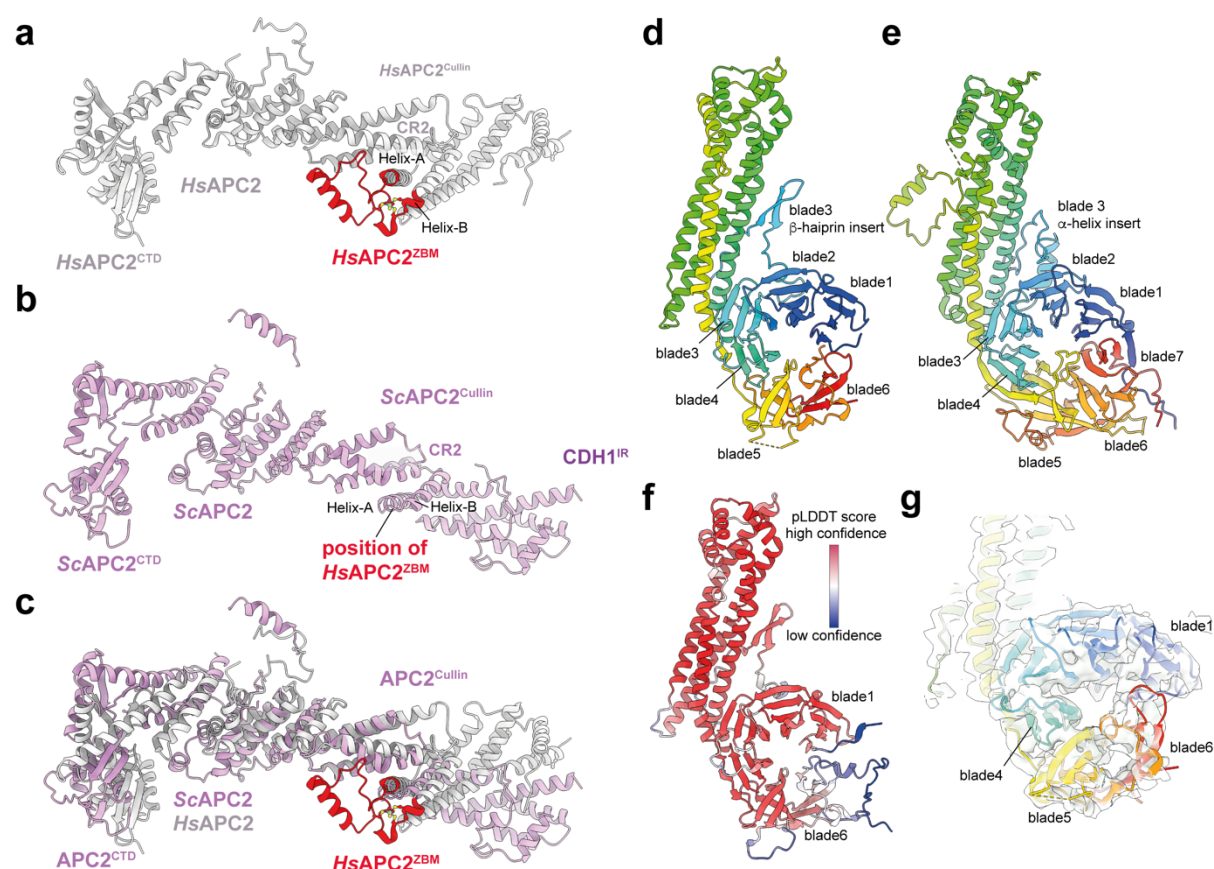 a
HsAPC2Cullin
CR2
Helix-A
HsAPC2
Helix-B
HsAPC2CTD
HsAPC2ZBM
b
ScAPC2Cullin
CR2
CDH1IR
Helix-A
Helix-B
ScAPC2
position of
HsAPC2ZBM
ScAPC2CTD
c
APC2Cullin
ScAPC2
HsAPC2
APC2CTD
HsAPC2ZBM
d
blade3
β-haiprin insert
blade2
blade1
blade3
blade4
blade6
blade5
e
blade 3
α-helix insert
blade2
blade1
blade7
blade3
blade4
blade6
blade5
f
pLDDT score
high confidence
low confidence
blade1
blade6
g
blade1
blade4
blade6
blade5